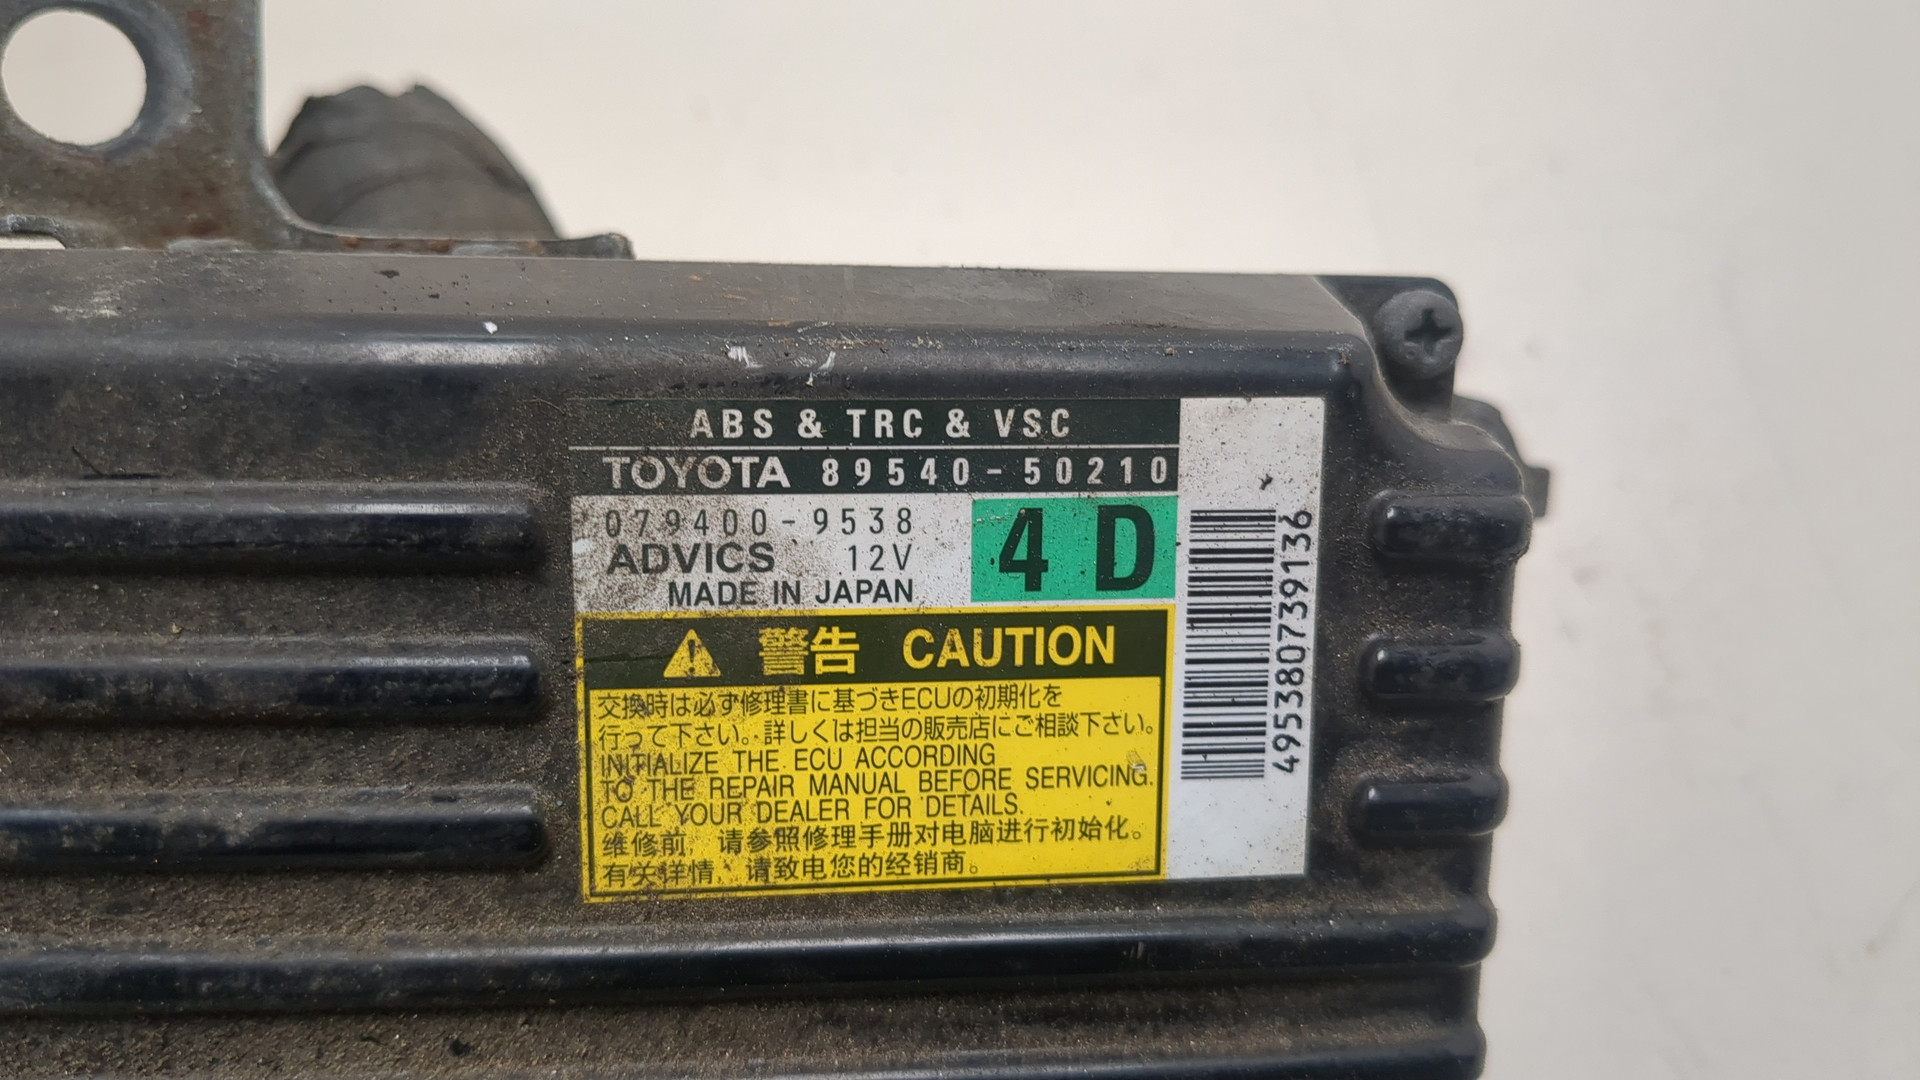 ABS & TRC & VSC
TOYOTA 89540-50210
079400-9538
ADVICS 12V
MADE IN JAPAN
4D
警告 CAUTION
交換時は必ず修理書に基づきECUの初期化を
行って下さい。詳しくは担当の販売店にご相談下さい。
INITIALIZE THE ECU ACCORDING
TO THE REPAIR MANUAL BEFORE SERVICING.
CALL YOUR DEALER FOR DETAILS.
维修前，请参照修理手册对电脑进行初始化。
有关详情，请致电您的经销商。
4953880739136